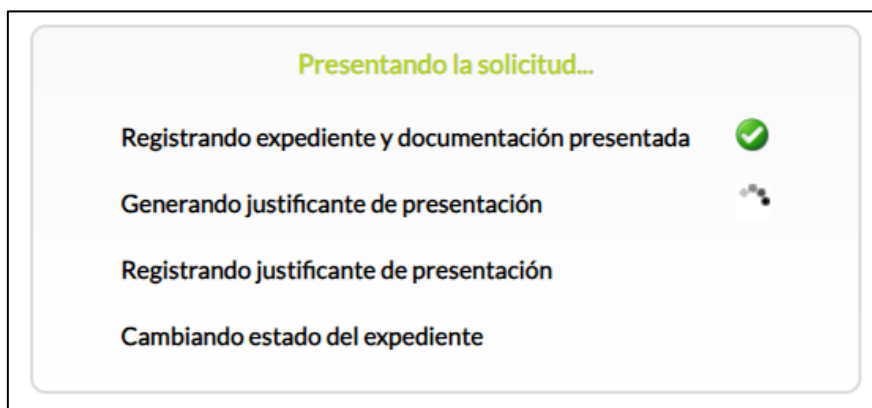 Presentando la solicitud...
Registrando expediente y documentación presentada
Generando justificante de presentación
Registrando justificante de presentación
Cambiando estado del expediente